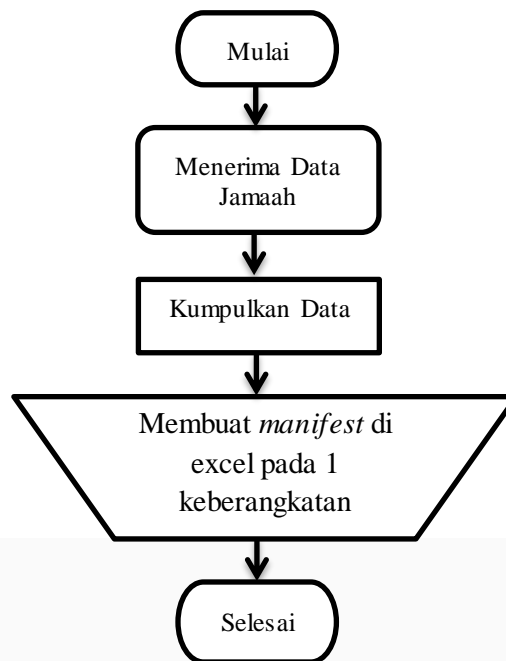 Mulai
Menerima Data
Jamaah
Kumpulkan Data
Membuat manifest di
excel pada 1
keberangkatan
Selesai